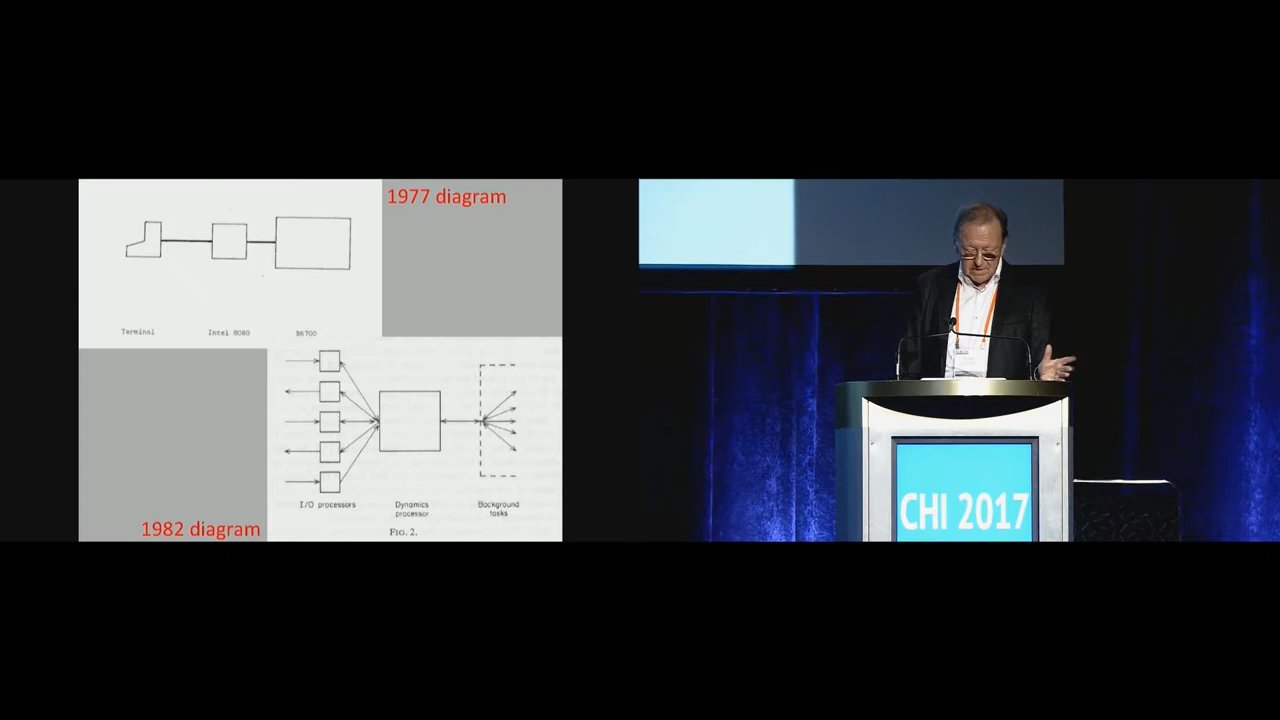 1977 diagram
Terminal
Intel 8080
B6700
I/O processors
Dynamics
processor
Background
tasks
FIG. 2.
1982 diagram
CHI 2017